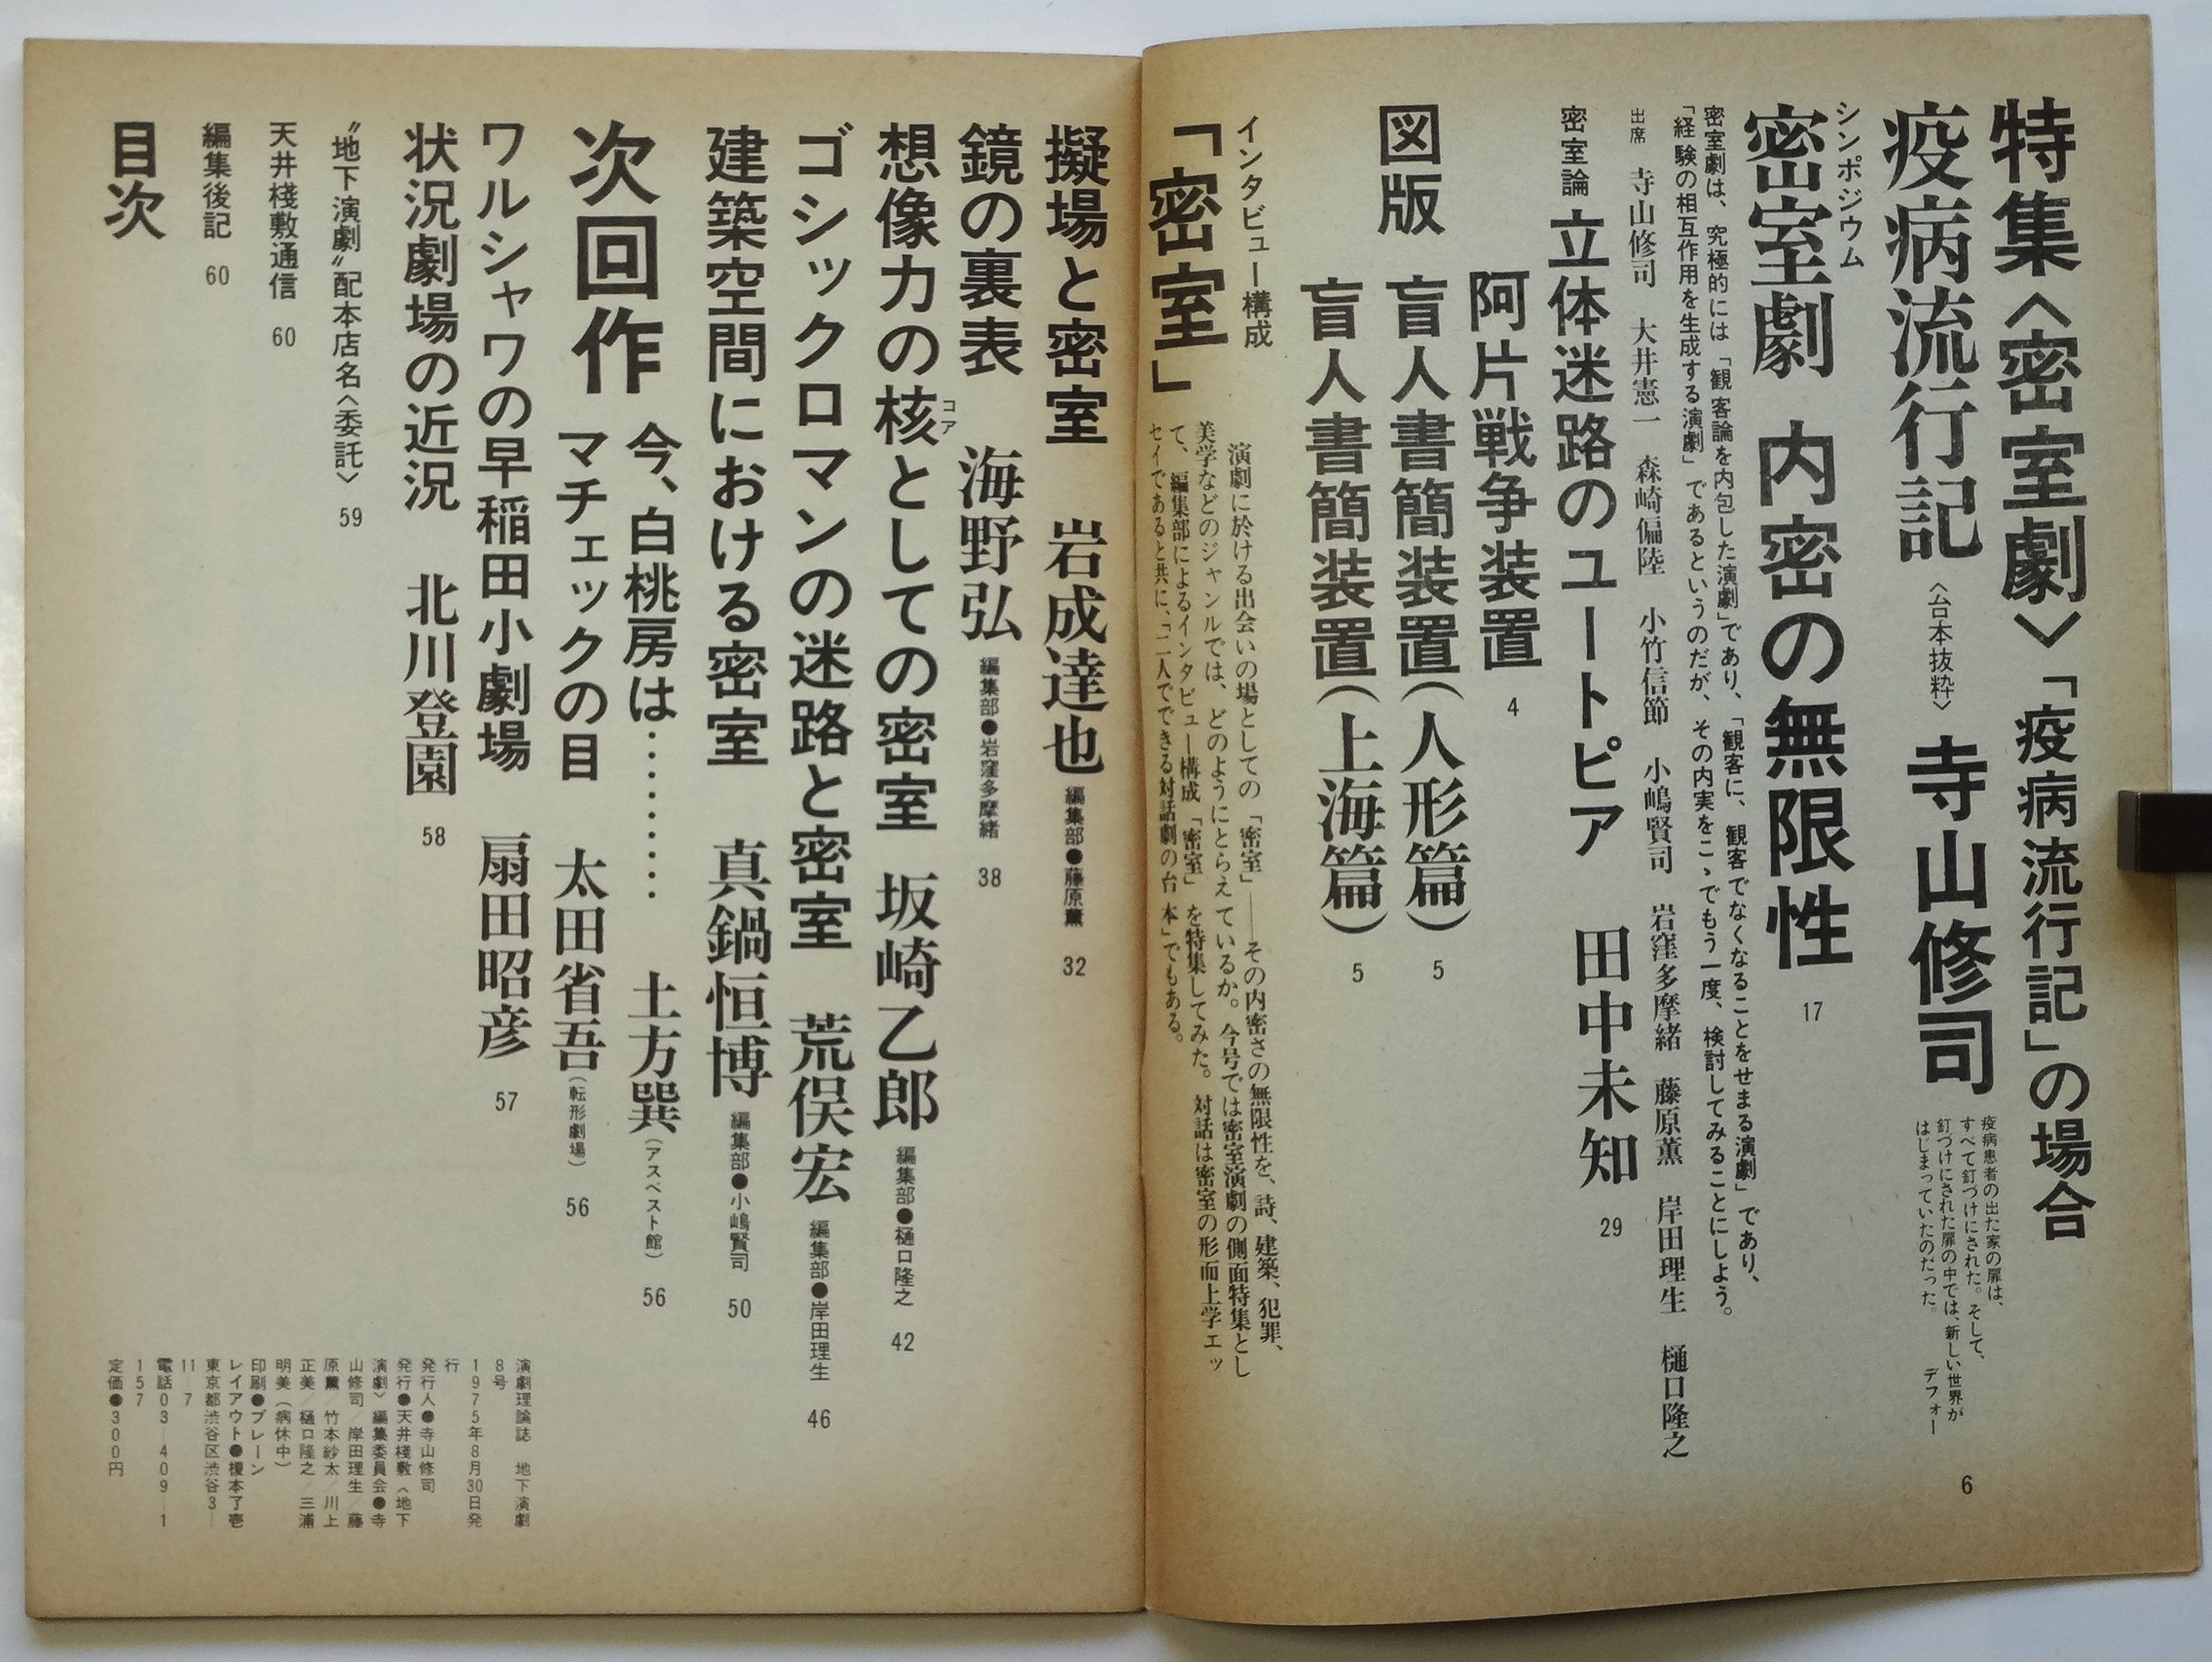 特集〈密室劇〉「疫病流行記」の場合
疫病流行記〈台本抜粋〉寺山修司
疫病患者の出た家の扉は、
すべて釘づけにされた。そして、
釘づけにされた扉の中では、新しい世界が
はじまっていたのだった。
デフォー
6
シンポジウム
密室劇 内密の無限性 17
密室劇は、究極的には「観客論を内包した演劇」であり、「観客に、観客でなくなることをせまる演劇」であり、
「経験の相互作用を生成する演劇」であるというのだが、その内実をこゝでもう一度、検討してみることにしよう。
出席 寺山修司 大井憲一 森崎偏陸 小竹信節 小嶋賢司 岩窪多摩緒 藤原薫 岸田理生 樋口隆之
密室論 立体迷路のユートピア 田中未知 29
図版
阿片戦争装置 4
盲人書簡装置(人形篇) 5
盲人書簡装置(上海篇) 5
インタビュー構成
「密室」
演劇に於ける出会いの場としての「密室」――その内密さの無限性を、詩、建築、犯罪、
美学などのジャンルでは、どのようにとらえているか。今号では密室演劇の側面特集とし
て、編集部によるインタビュー構成「密室」を特集してみた。対話は密室の形而上学エッ
セイであると共に、「二人でできる対話劇の台本」でもある。
擬場と密室 岩成達也 編集部●藤原薫 32
鏡の裏表 海野弘 編集部●岩窪多摩緒 38
想像力の核としての密室 坂崎乙郎 編集部●樋口隆之 42
コア
ゴシックロマンの迷路と密室 荒俣宏 編集部●岸田理生 46
建築空間における密室 真鍋恒博 編集部●小嶋賢司 50
次回作
今、白桃房は‥‥‥‥ 土方巽(アスベスト館) 56
マチェックの目 太田省吾(転形劇場) 56
ワルシャワの早稲田小劇場 扇田昭彦 57
状況劇場の近況 北川登園 58
〝地下演劇〟配本店名〈委託〉 59
天井棧敷通信 60
編集後記 60
目次
演劇理論誌 地下演劇
8号
1975年8月30日発
行
発行人●寺山修司
発行●天井棧敷〈地下
演劇〉編集委員会●寺
山修司/岸田理生/藤
原薫/竹本紗太/川上
正美/樋口隆之/三浦
明美(病休中)
印刷●ブレーン
レイアウト●榎本了壱
東京都渋谷区渋谷3-
11-7
電話03-409-1
157
定価●300円